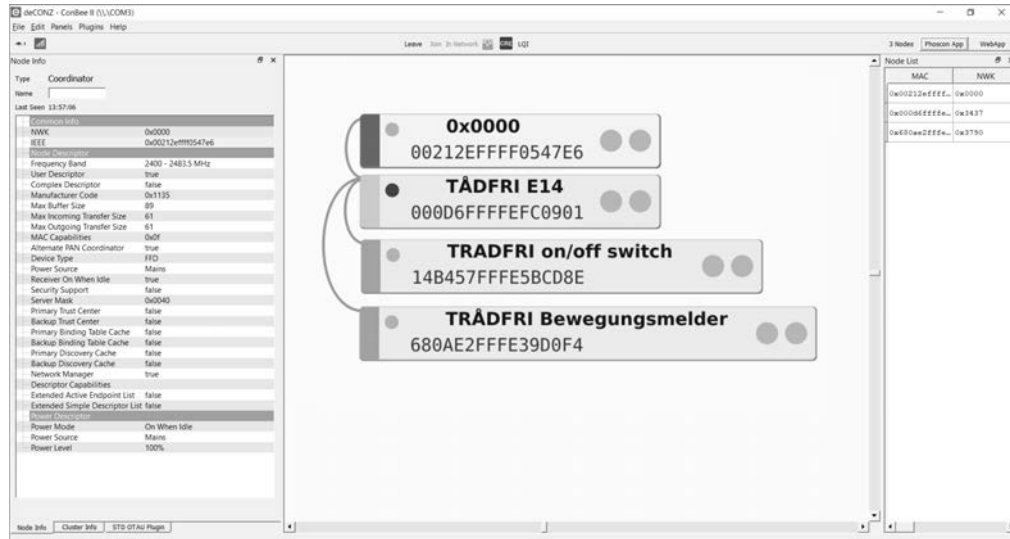 deCONZ - ConBee II (\\.\COM3)
File Edit Panels Plugins Help
Leave Join In Network CRE LQI 3 Nodes Phoscon App WebApp
Node Info
Type Coordinator
Name
Last Seen 13:57:06
Common Info
NWK 0x0000
IEEE 0x00212effff0547e6
Node Descriptor
Frequency Band 2400 - 2483.5 MHz
User Descriptor true
Complex Descriptor false
Manufacturer Code 0x1135
Max Buffer Size 89
Max Incoming Transfer Size 61
Max Outgoing Transfer Size 61
MAC Capabilities 0x0f
Alternate PAN Coordinator true
Device Type FFD
Power Source Mains
Receiver On When Idle true
Security Support false
Server Mask 0x0040
Primary Trust Center false
Backup Trust Center false
Primary Binding Table Cache false
Backup Binding Table Cache false
Primary Discovery Cache false
Backup Discovery Cache false
Network Manager true
Descriptor Capabilities
Extended Active Endpoint List false
Extended Simple Descriptor List false
Power Descriptor
Power Mode On When Idle
Power Source Mains
Power Level 100%
Node Info Cluster Info STD OTAU Plugin
0x0000
00212EFFFF0547E6
TÅDFRI E14
000D6FFFFEFC0901
TRADFRI on/off switch
14B457FFFE5BCD8E
TRÅDFRI Bewegungsmelder
680AE2FFFE39D0F4
Node List
MAC NWK
0x00212effff… 0x0000
0x000d6ffffe… 0x3437
0x680ae2fffe… 0x3790